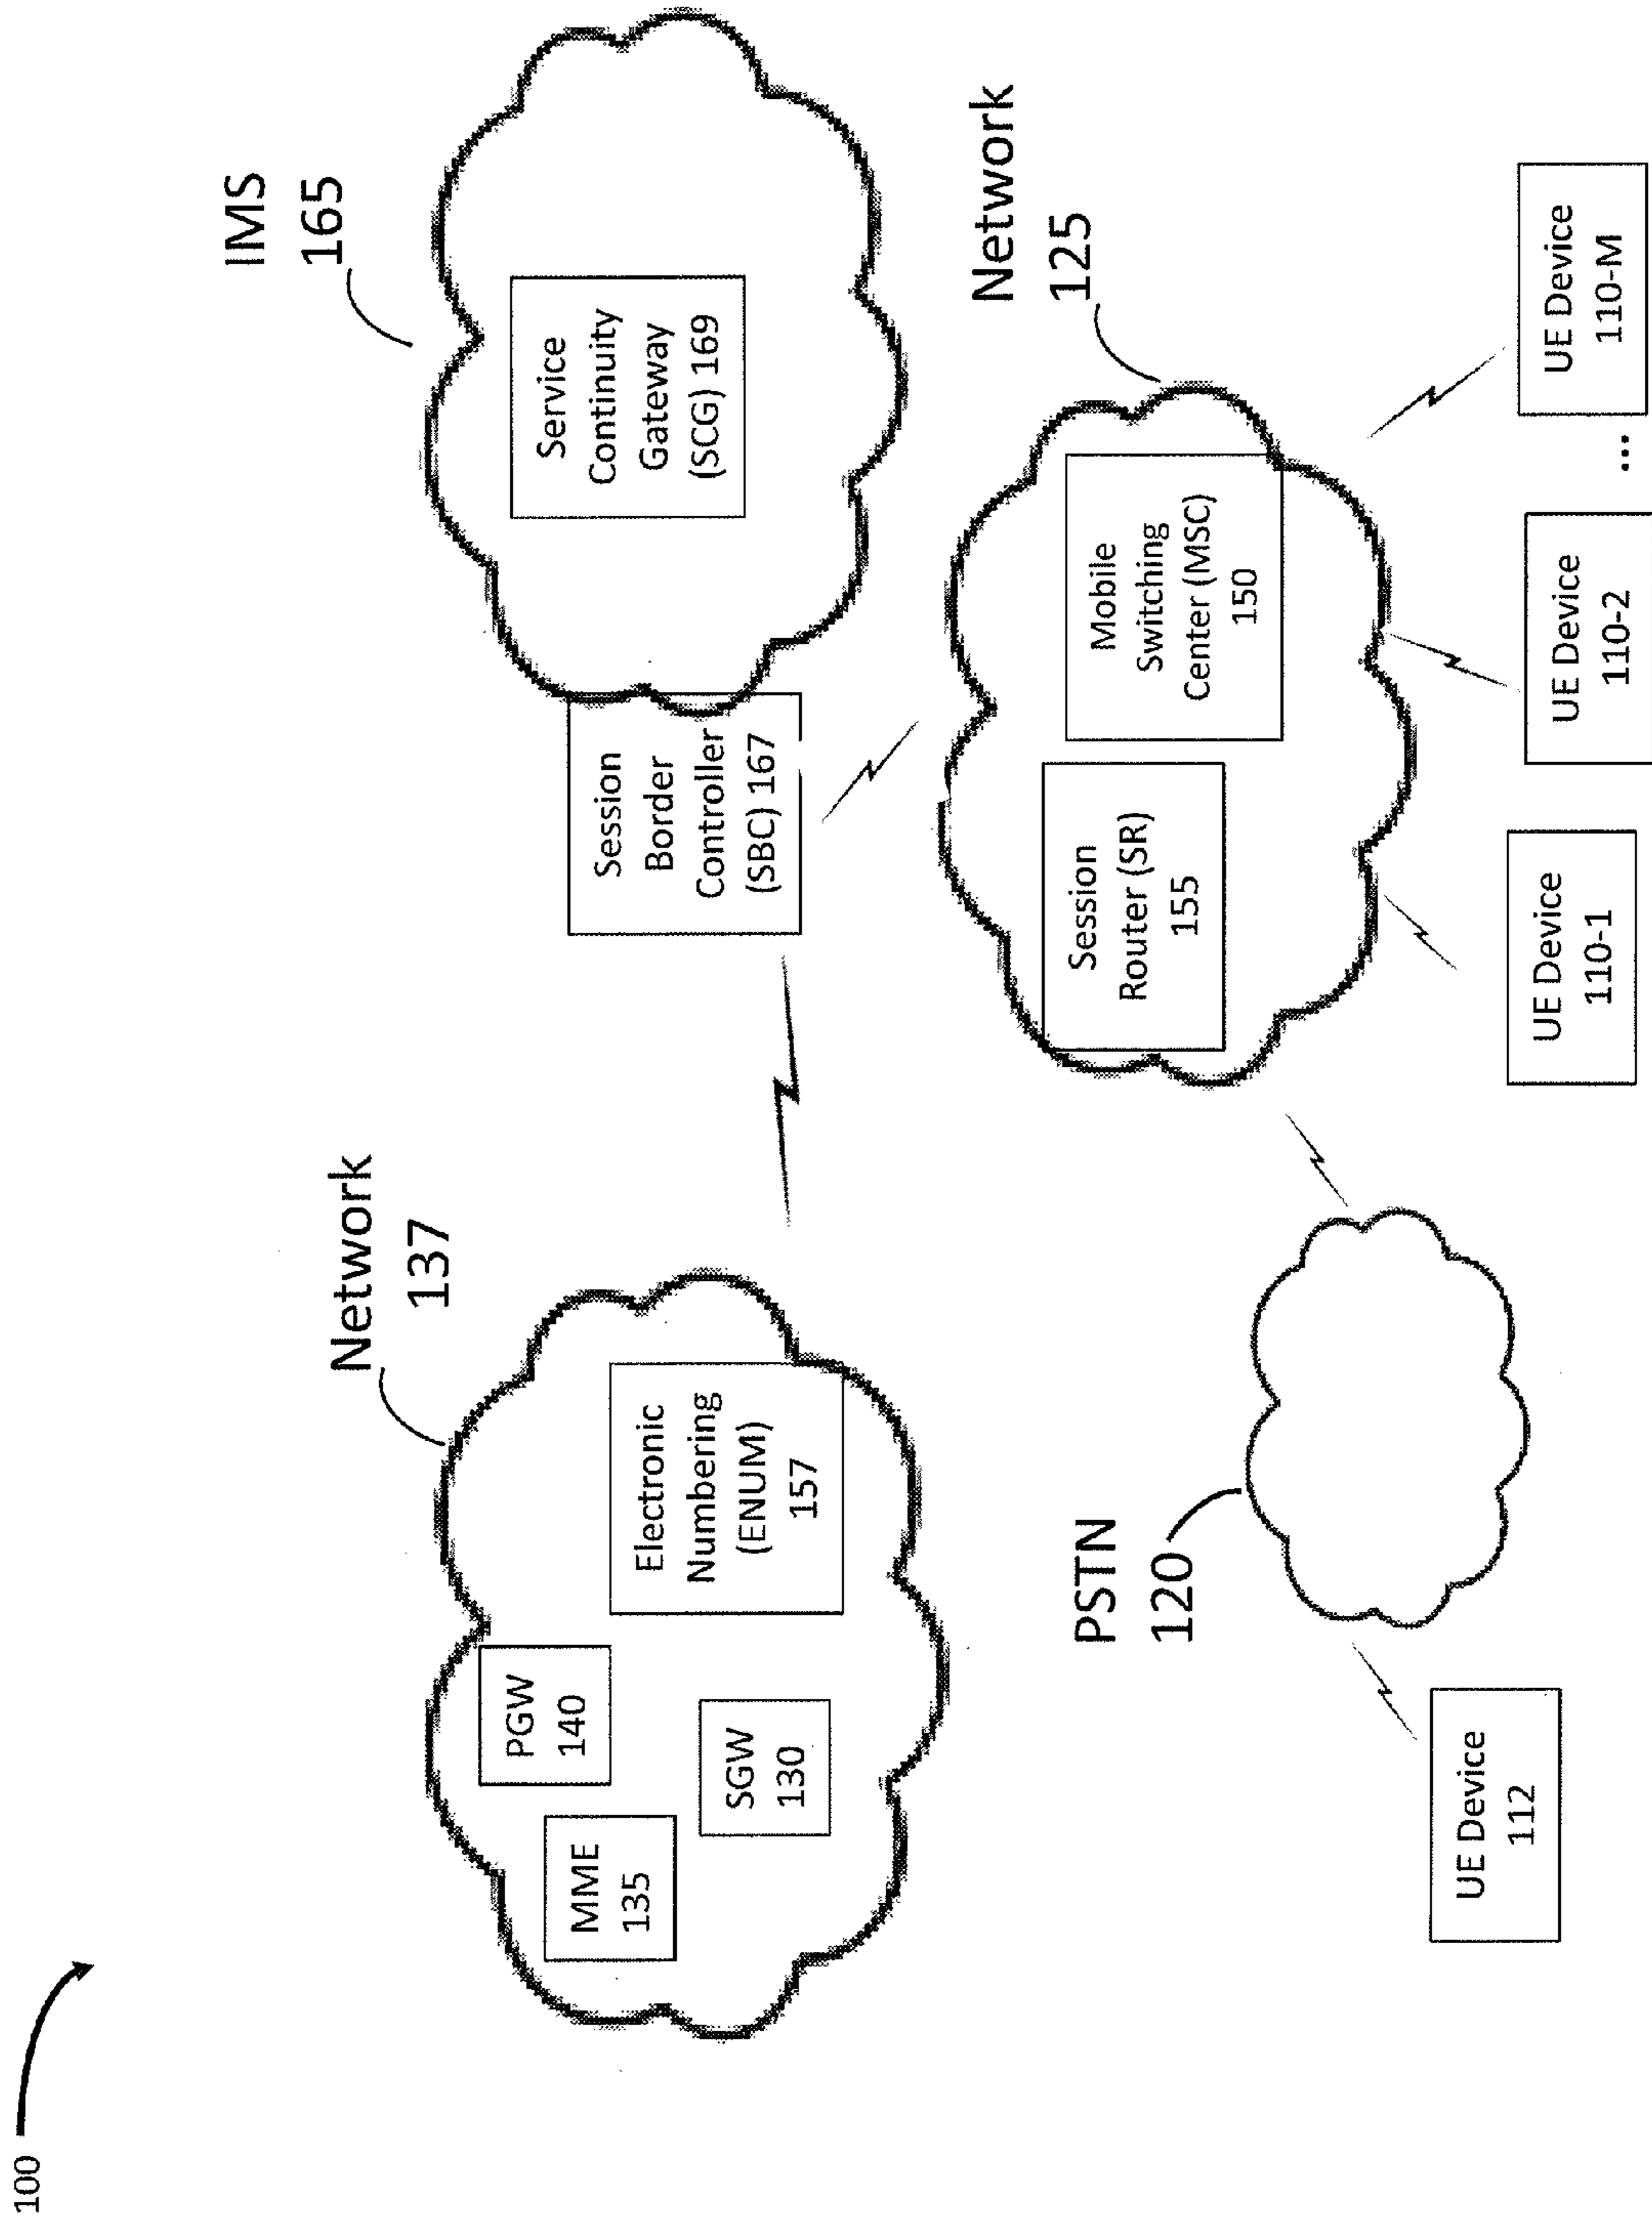 100
Network
137
MME
135
PGW
140
SGW
130
Electronic
Numbering
(ENUM)
157
IMS
165
Session
Border
Controller
(SBC) 167
Service
Continuity
Gateway
(SCG) 169
PSTN
120
UE Device
112
Network
125
Session
Router (SR)
155
Mobile
Switching
Center (MSC)
150
UE Device
110-1
UE Device
110-2
...
UE Device
110-M